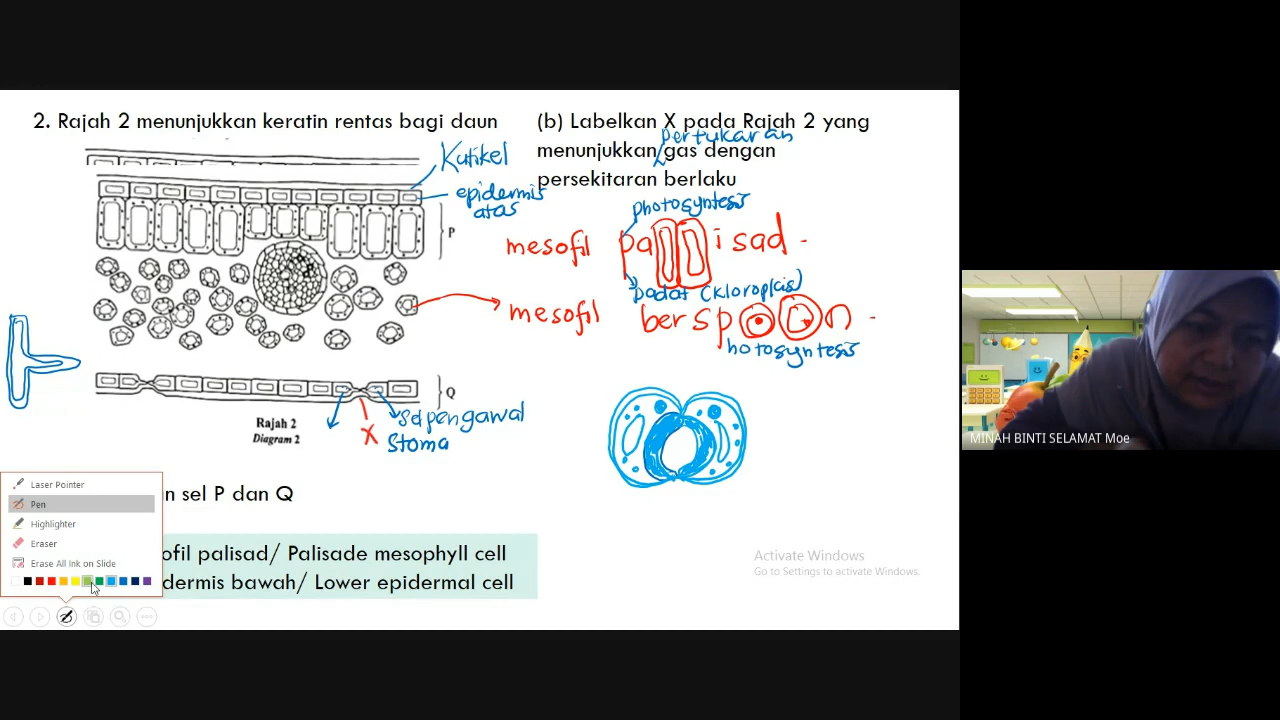 2. Rajah 2 menunjukkan keratin rentas bagi daun
Kutikel
epidermis
atas
P
Q
Sel pengawal
X
Stoma
Rajah 2
Diagram 2
n sel P dan Q
ofil palisad/ Palisade mesophyll cell
dermis bawah/ Lower epidermal cell
(b) Labelkan X pada Rajah 2 yang
pertukaran
menunjukkan gas dengan
persekitaran berlaku
photosyntesis
mesofil palisad.
padat (kloroplas)
mesofil berspan.
hotosyntesis
Laser Pointer
Pen
Highlighter
Eraser
Erase All Ink on Slide
Activate Windows
Go to Settings to activate Windows.
MINAH BINTI SELAMAT Moe